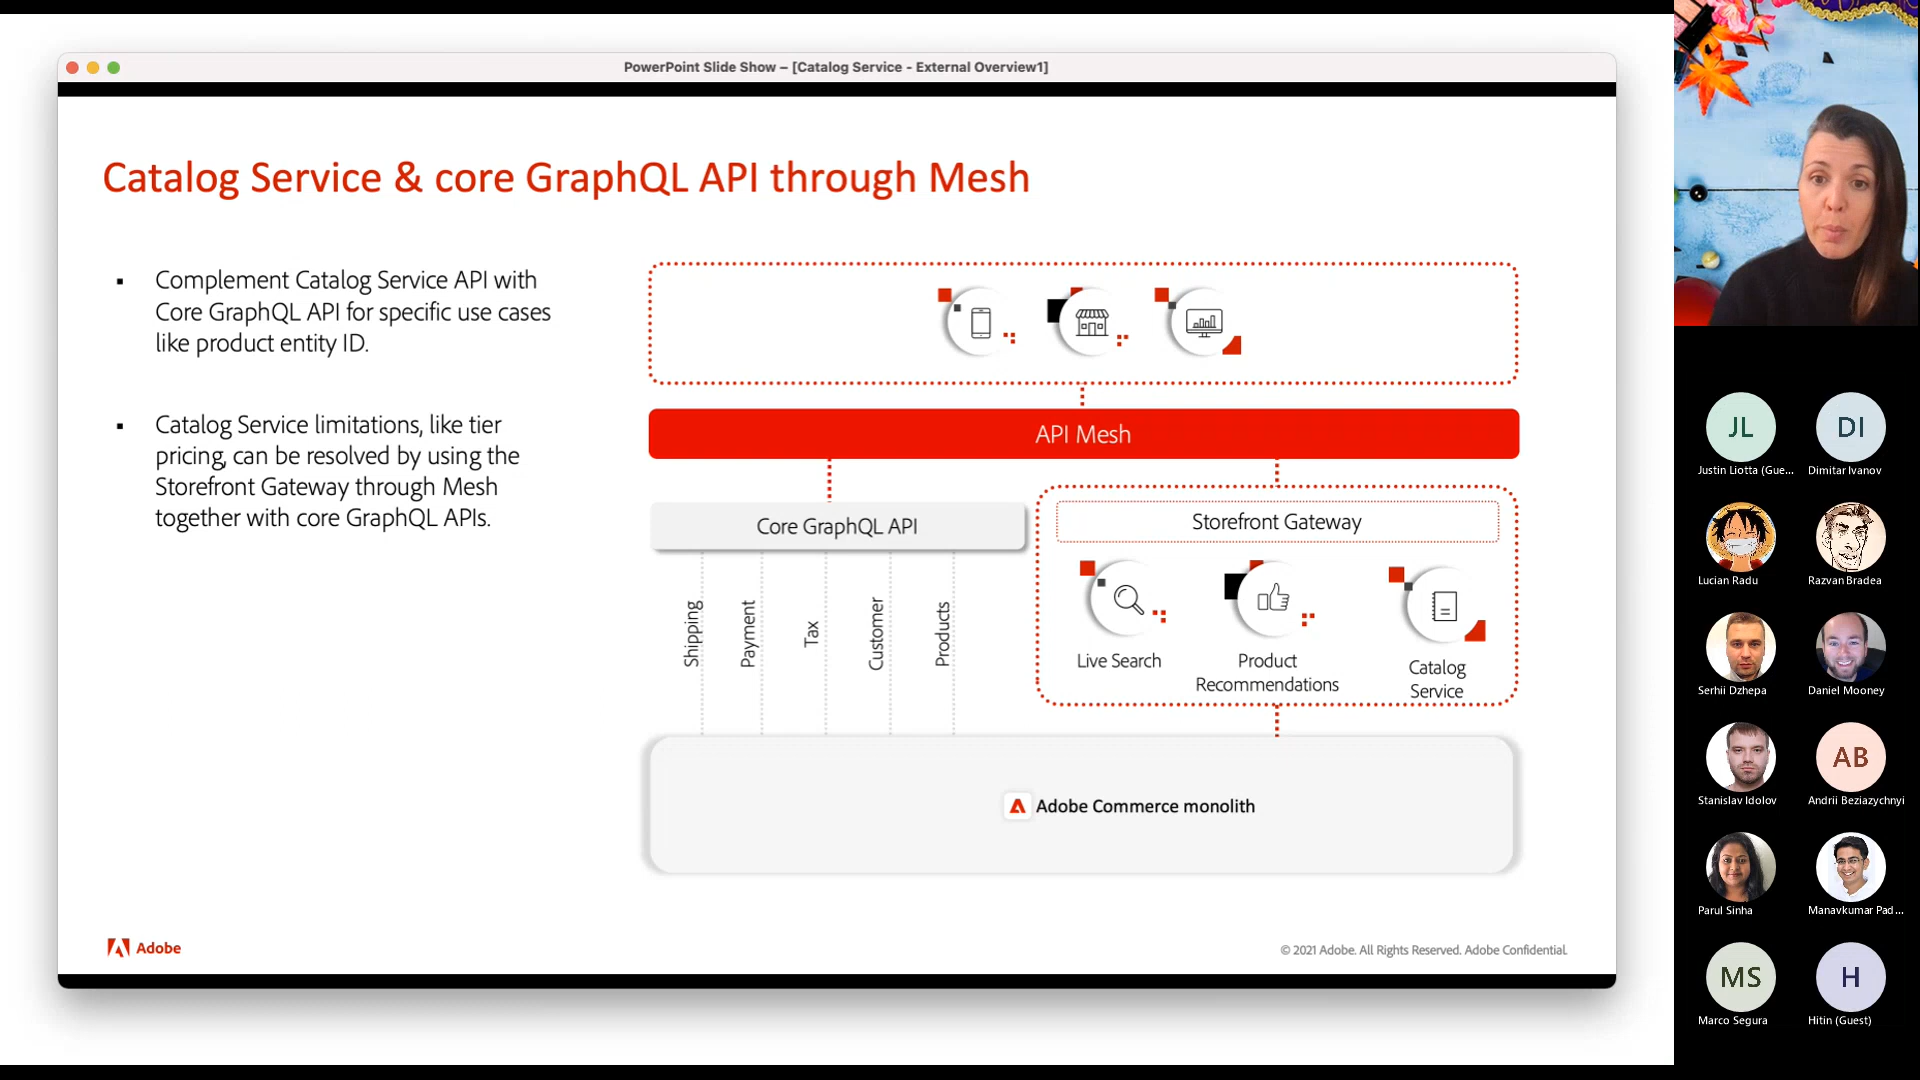 PowerPoint Slide Show – [Catalog Service - External Overview1]
Catalog Service & core GraphQL API through Mesh
▪ Complement Catalog Service API with
Core GraphQL API for specific use cases
like product entity ID.
▪ Catalog Service limitations, like tier
pricing, can be resolved by using the
Storefront Gateway through Mesh
together with core GraphQL APIs.
API Mesh
Core GraphQL API
Shipping
Payment
Tax
Customer
Products
Storefront Gateway
Live Search
Product
Recommendations
Catalog
Service
Adobe Commerce monolith
Adobe
© 2021 Adobe. All Rights Reserved. Adobe Confidential.
JL
Justin Liotta (Gue...
DI
Dimitar Ivanov
Lucian Radu
Razvan Bradea
Serhii Dzhepa
Daniel Mooney
Stanislav Idolov
AB
Andrii Beziazychnyi
Parul Sinha
Manavkumar Pad...
MS
Marco Segura
H
Hitin (Guest)